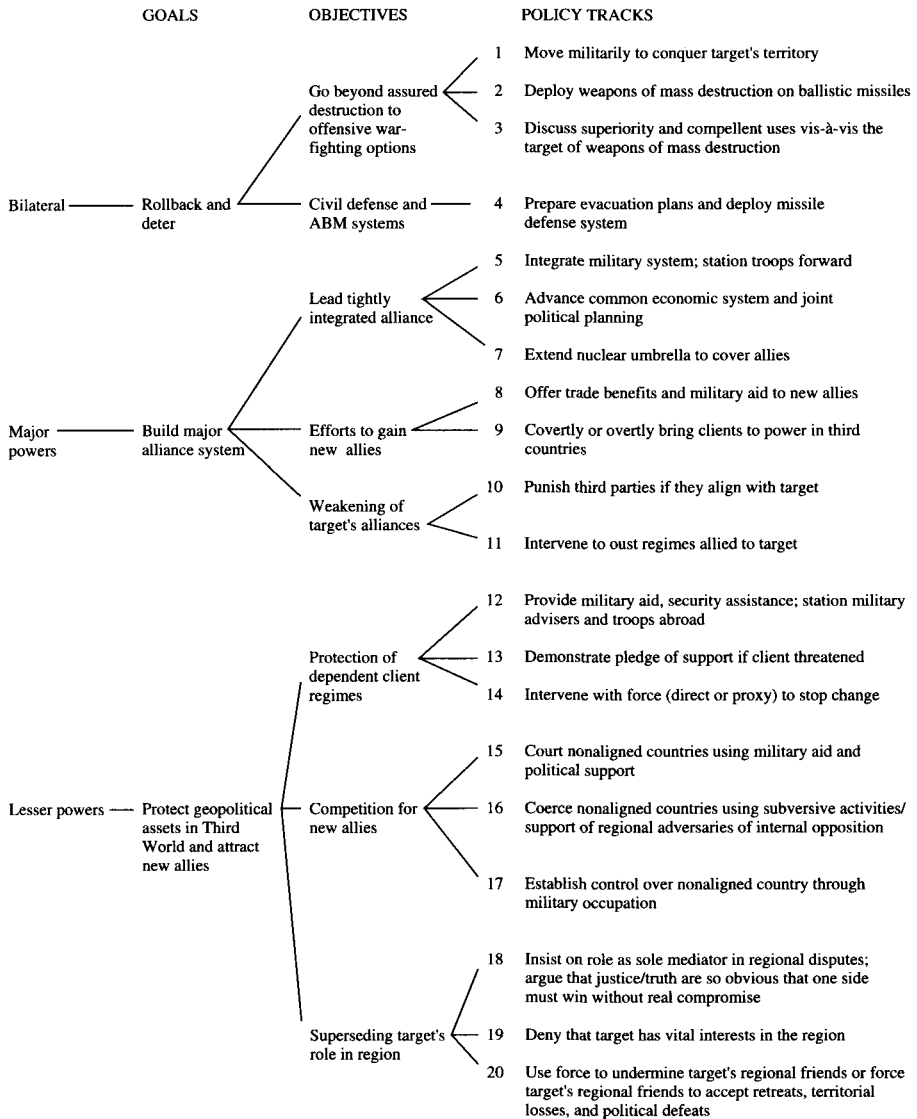 GOALS OBJECTIVES POLICY TRACKS
1 Move militarily to conquer target's territory
Go beyond assured
destruction to
offensive war-
fighting options
2 Deploy weapons of mass destruction on ballistic missiles
3 Discuss superiority and compellent uses vis-à-vis the
target of weapons of mass destruction
Bilateral
Rollback and
deter
Civil defense and
ABM systems
4 Prepare evacuation plans and deploy missile
defense system
5 Integrate military system; station troops forward
Lead tightly
integrated alliance
6 Advance common economic system and joint
political planning
7 Extend nuclear umbrella to cover allies
8 Offer trade benefits and military aid to new allies
Major
powers
Build major
alliance system
Efforts to gain
new allies
9 Covertly or overtly bring clients to power in third
countries
10 Punish third parties if they align with target
Weakening of
target's alliances
11 Intervene to oust regimes allied to target
12 Provide military aid, security assistance; station military
advisers and troops abroad
Protection of
dependent client
regimes
13 Demonstrate pledge of support if client threatened
14 Intervene with force (direct or proxy) to stop change
15 Court nonaligned countries using military aid and
political support
Lesser powers
Protect geopolitical
assets in Third
World and attract
new allies
Competition for
new allies
16 Coerce nonaligned countries using subversive activities/
support of regional adversaries of internal opposition
17 Establish control over nonaligned country through
military occupation
18 Insist on role as sole mediator in regional disputes;
argue that justice/truth are so obvious that one side
must win without real compromise
Superseding target's
role in region
19 Deny that target has vital interests in the region
20 Use force to undermine target's regional friends or force
target's regional friends to accept retreats, territorial
losses, and political defeats